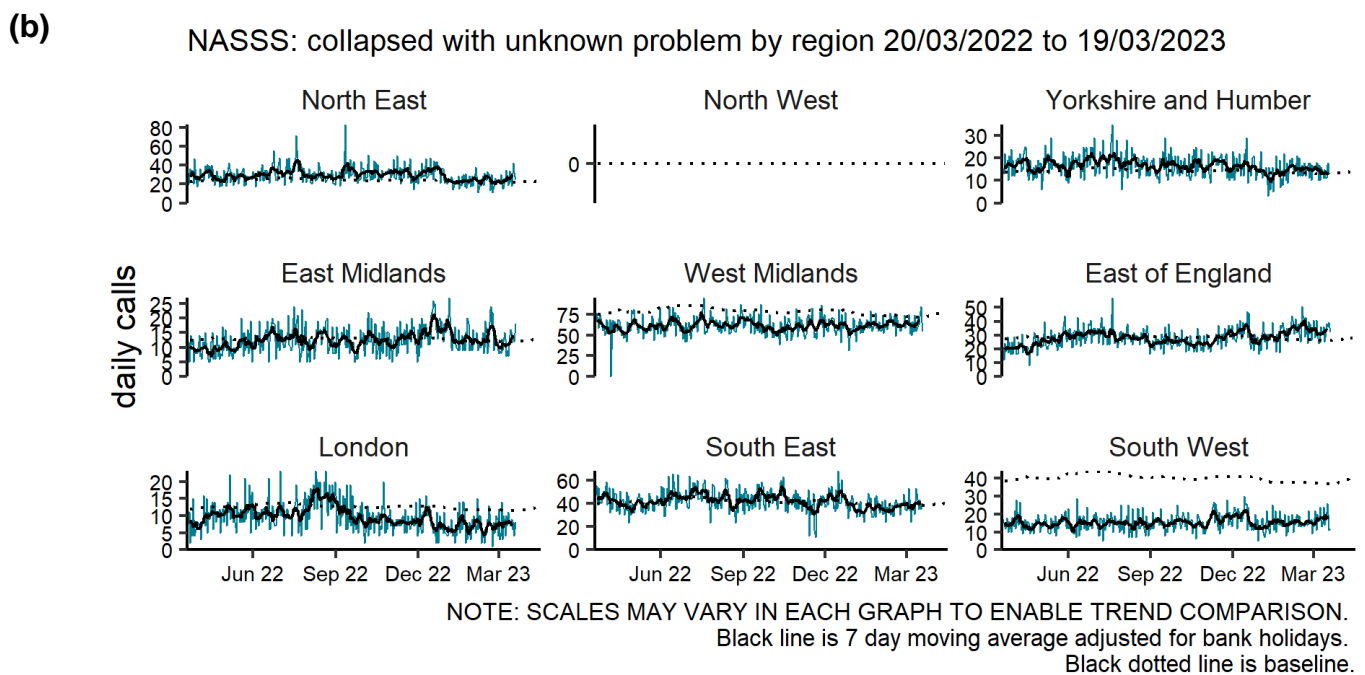 (b)
NASSS: collapsed with unknown problem by region 20/03/2022 to 19/03/2023
North East
North West
Yorkshire and Humber
80
60
40
20
0
0
30
20
10
0
East Midlands
West Midlands
East of England
25
20
15
10
5
0
75
50
25
0
50
40
30
20
10
0
daily calls
London
South East
South West
20
15
10
5
0
60
40
20
0
40
30
20
10
0
Jun 22 Sep 22 Dec 22 Mar 23
Jun 22 Sep 22 Dec 22 Mar 23
Jun 22 Sep 22 Dec 22 Mar 23
NOTE: SCALES MAY VARY IN EACH GRAPH TO ENABLE TREND COMPARISON.
Black line is 7 day moving average adjusted for bank holidays.
Black dotted line is baseline.